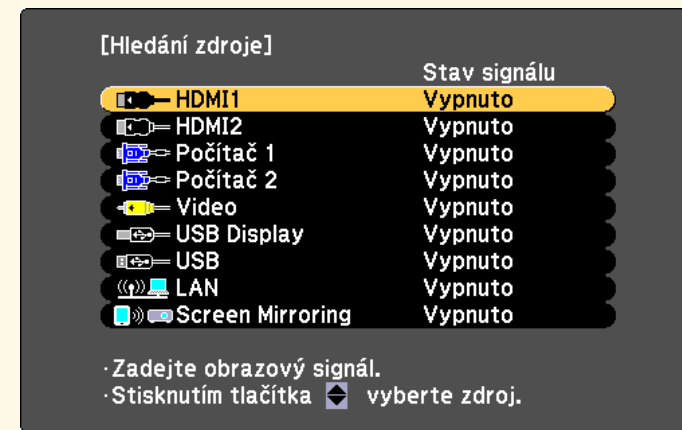 [Hledání zdroje]
Stav signálu
HDMI1 Vypnuto
HDMI2 Vypnuto
Počítač 1 Vypnuto
Počítač 2 Vypnuto
Video Vypnuto
USB Display Vypnuto
USB Vypnuto
LAN Vypnuto
Screen Mirroring Vypnuto
·Zadejte obrazový signál.
·Stisknutím tlačítka vyberte zdroj.